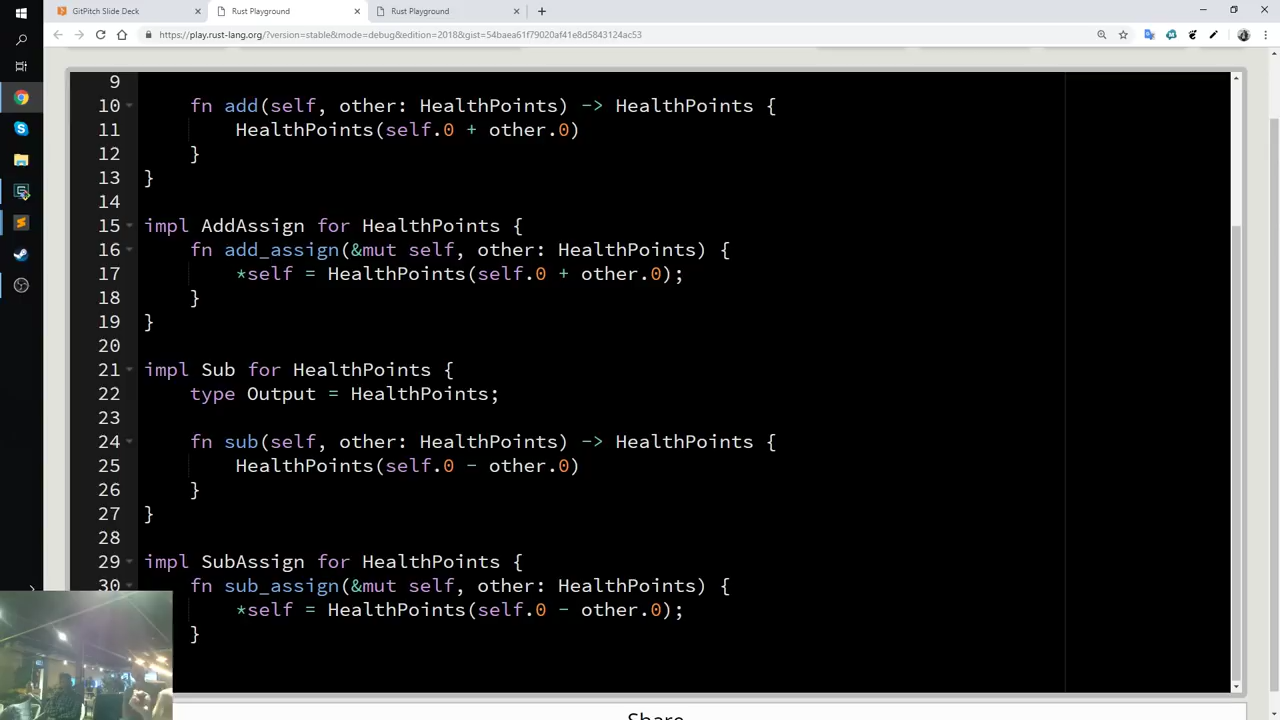 GitPitch Slide Deck
Rust Playground
Rust Playground
https://play.rust-lang.org/?version=stable&mode=debug&edition=2018&gist=54baea61f79020af41e8d5843124ac53
9
10 fn add(self, other: HealthPoints) -> HealthPoints {
11 HealthPoints(self.0 + other.0)
12 }
13 }
14
15 impl AddAssign for HealthPoints {
16 fn add_assign(&mut self, other: HealthPoints) {
17 *self = HealthPoints(self.0 + other.0);
18 }
19 }
20
21 impl Sub for HealthPoints {
22 type Output = HealthPoints;
23
24 fn sub(self, other: HealthPoints) -> HealthPoints {
25 HealthPoints(self.0 - other.0)
26 }
27 }
28
29 impl SubAssign for HealthPoints {
30 fn sub_assign(&mut self, other: HealthPoints) {
*self = HealthPoints(self.0 - other.0);
}
Share